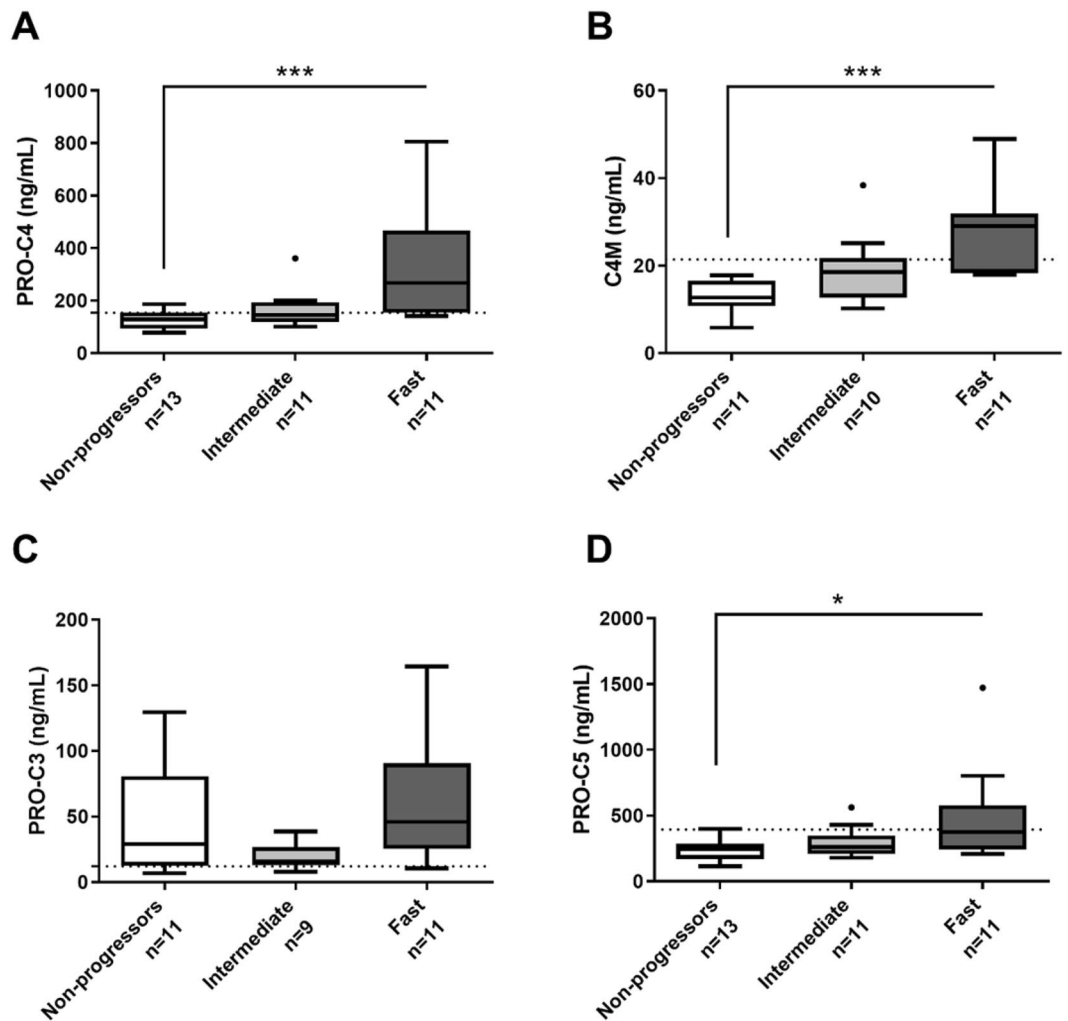 A
PRO-C4 (ng/mL)
1000
800
600
400
200
0
***
Non-progressors
n=13
Intermediate
n=11
Fast
n=11
B
C4M (ng/mL)
60
40
20
0
***
Non-progressors
n=11
Intermediate
n=10
Fast
n=11
C
PRO-C3 (ng/mL)
200
150
100
50
0
Non-progressors
n=11
Intermediate
n=9
Fast
n=11
D
PRO-C5 (ng/mL)
2000
1500
1000
500
0
*
Non-progressors
n=13
Intermediate
n=11
Fast
n=11